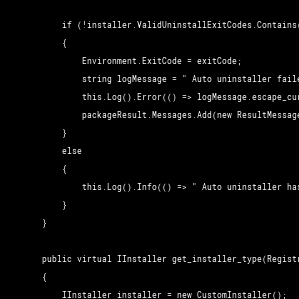 if (!installer.ValidUninstallExitCodes.Contains(
{
Environment.ExitCode = exitCode;
string logMessage = " Auto uninstaller faile
this.Log().Error(() => logMessage.escape_cur
packageResult.Messages.Add(new ResultMessage
}
else
{
this.Log().Info(() => " Auto uninstaller has
}
}
public virtual IInstaller get_installer_type(Registr
{
IInstaller installer = new CustomInstaller();